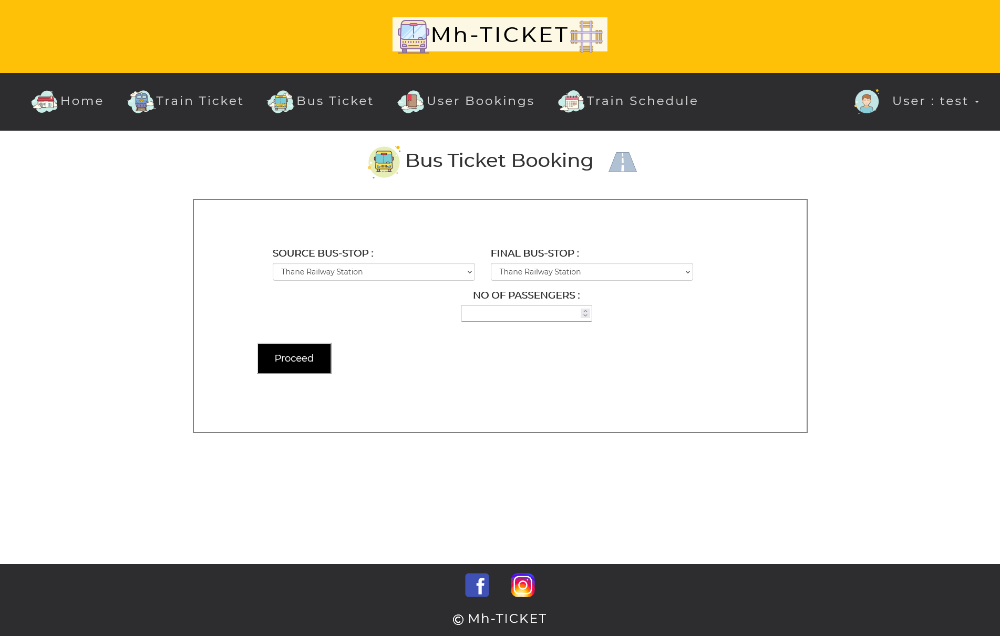 Mh-TICKET
Home Train Ticket Bus Ticket User Bookings Train Schedule User : test
Bus Ticket Booking
SOURCE BUS-STOP : FINAL BUS-STOP :
Thane Railway Station Thane Railway Station
NO OF PASSENGERS :
Proceed
© Mh-TICKET